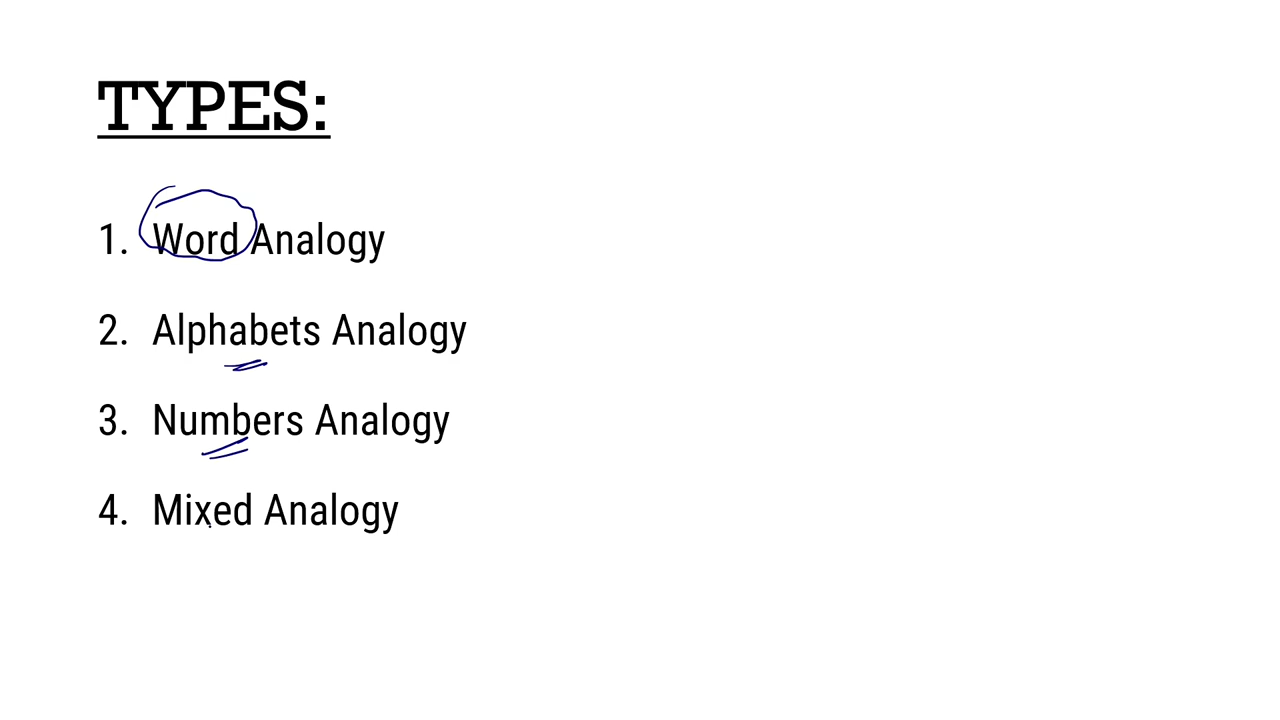 TYPES:
1. Word Analogy
2. Alphabets Analogy
3. Numbers Analogy
4. Mixed Analogy